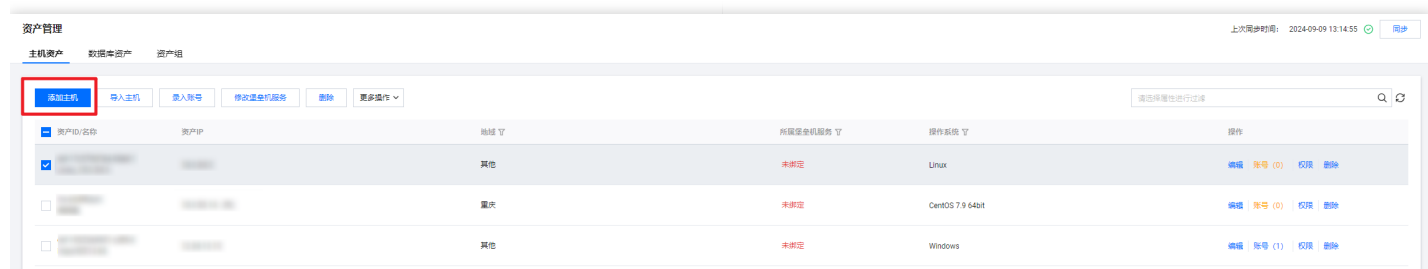 资产管理
上次同步时间: 2024-09-09 13:14:55 同步
主机资产 数据库资产 资产组
添加主机 导入主机 录入账号 修改堡垒机服务 删除 更多操作 请选择属性进行过滤
资产ID/名称 资产IP 地域 所属堡垒机服务 操作系统 操作
其他 未绑定 Linux 编辑 账号 (0) 权限 删除
重庆 未绑定 CentOS 7.9 64bit 编辑 账号 (0) 权限 删除
其他 未绑定 Windows 编辑 账号 (1) 权限 删除